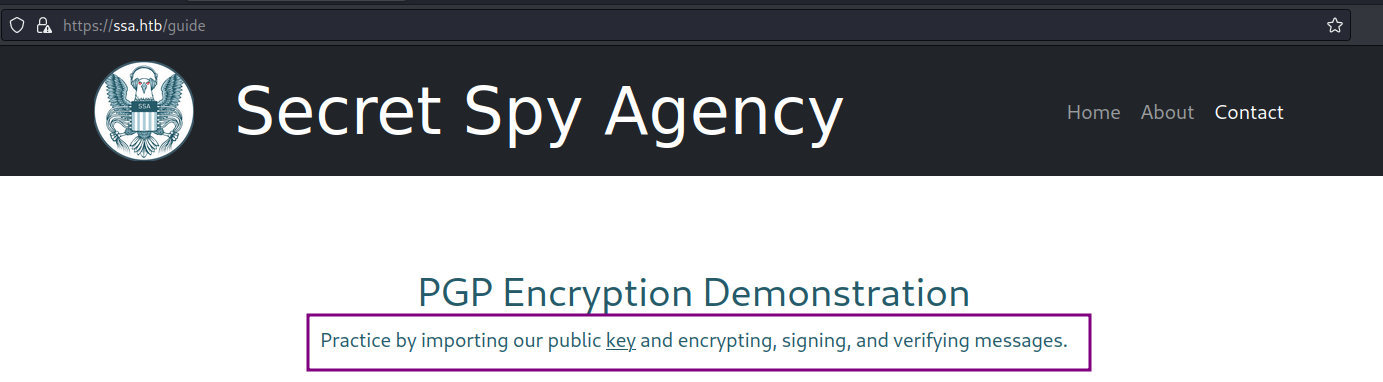 https://ssa.htb/guide
SSA
Secret Spy Agency
Home About Contact
PGP Encryption Demonstration
Practice by importing our public key and encrypting, signing, and verifying messages.